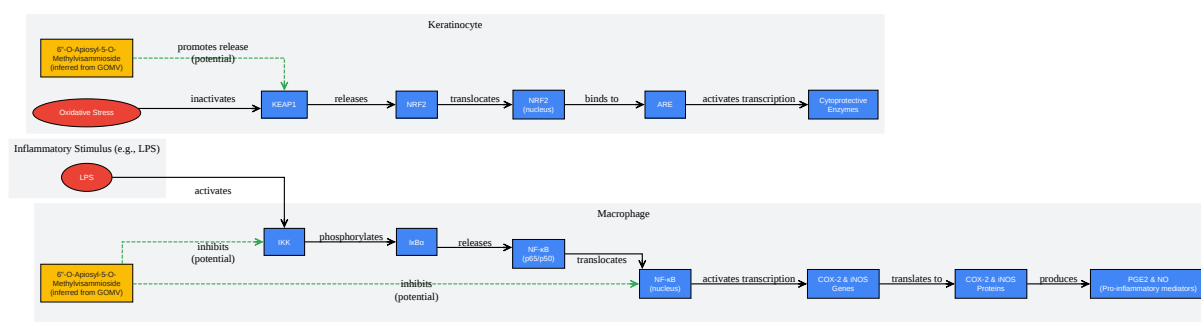 Keratinocyte
6"-O-Apiosyl-5-O-
Methylvisammioside
(inferred from GOMV)
promotes release
(potential)
Oxidative Stress
inactivates
KEAP1
releases
NRF2
translocates
NRF2
(nucleus)
binds to
ARE
activates transcription
Cytoprotective
Enzymes
Inflammatory Stimulus (e.g., LPS)
LPS
activates
Macrophage
6"-O-Apiosyl-5-O-
Methylvisammioside
(inferred from GOMV)
inhibits
(potential)
IKK
phosphorylates
IκBα
releases
NF-κB
(p65/p50)
translocates
inhibits
(potential)
NF-κB
(nucleus)
activates transcription
COX-2 & iNOS
Genes
translates to
COX-2 & iNOS
Proteins
produces
PGE2 & NO
(Pro-inflammatory mediators)